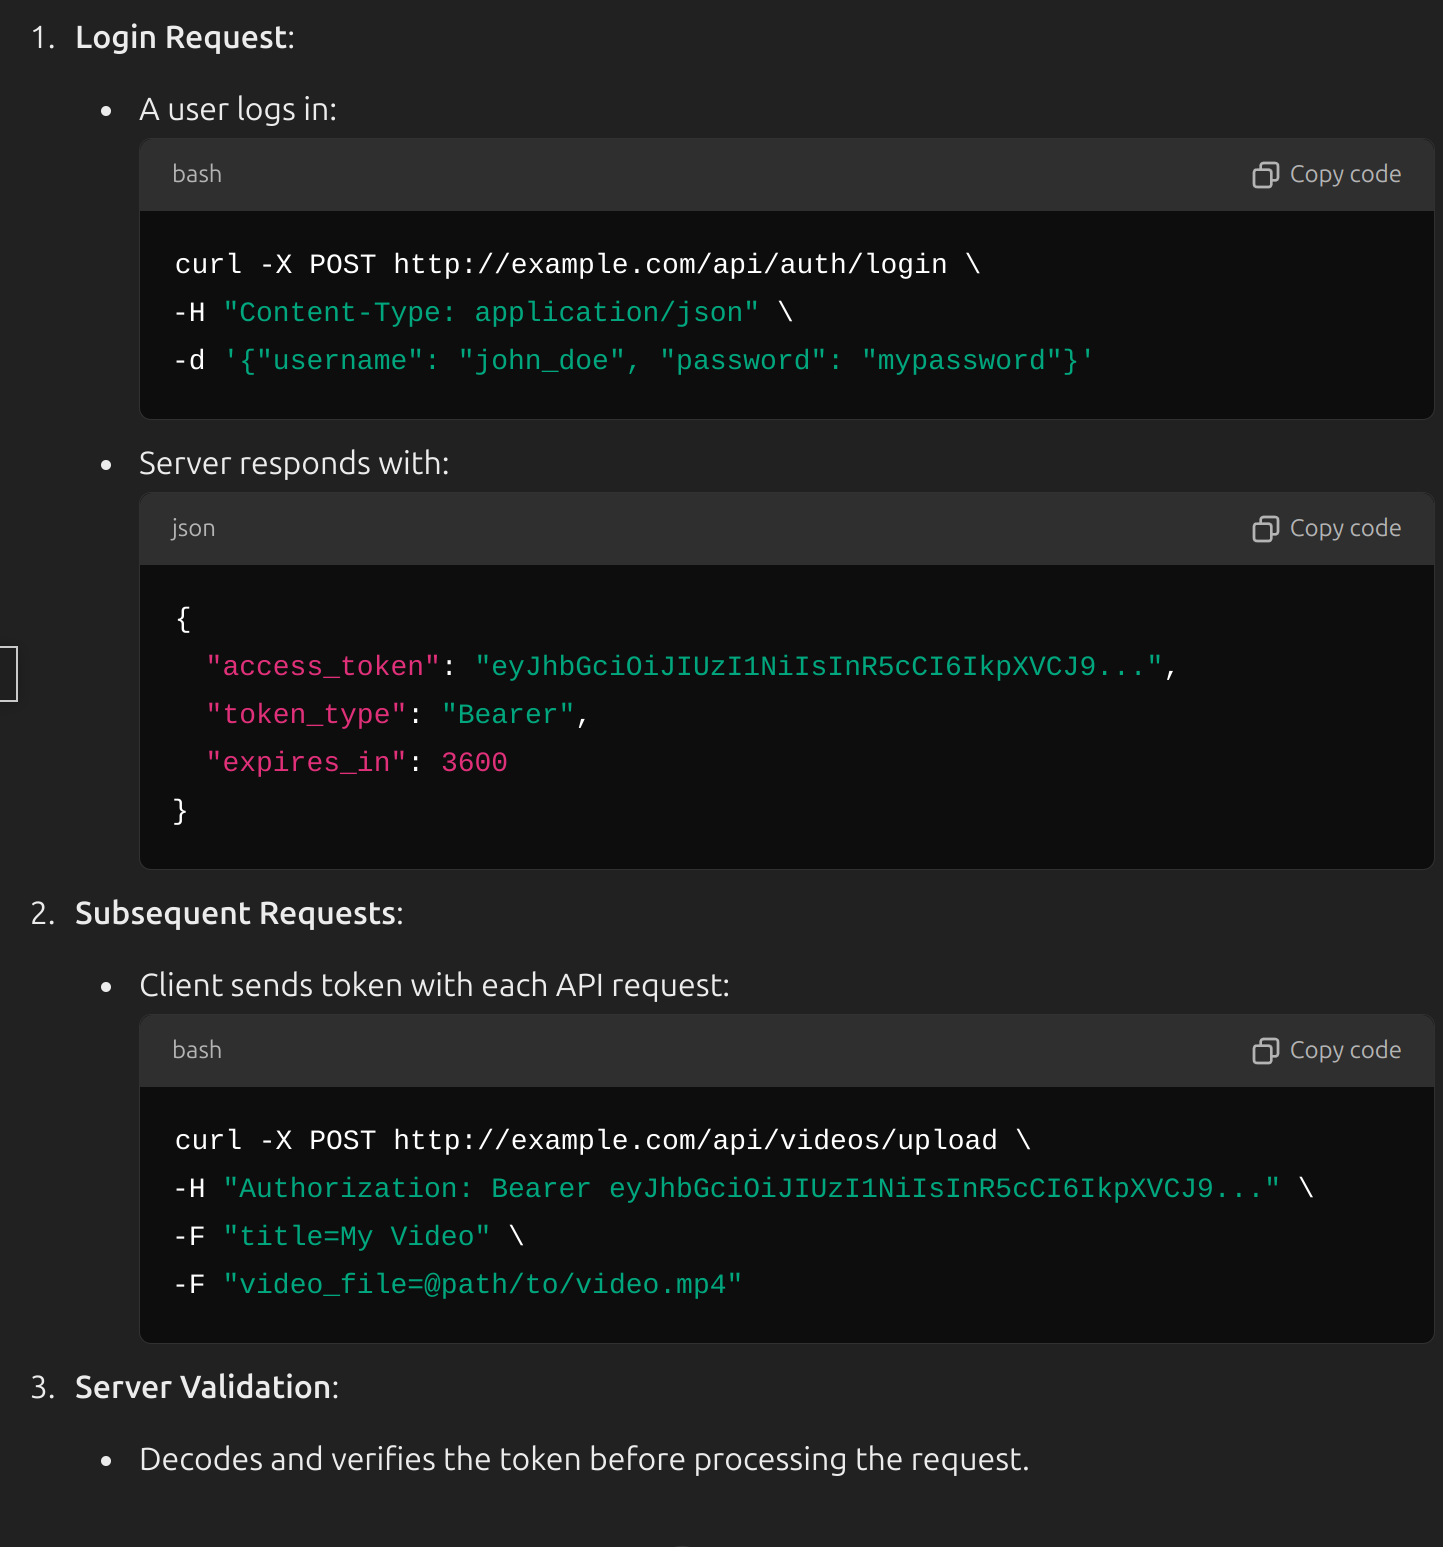 1. Login Request:
• A user logs in:
bash
Copy code
curl -X POST http://example.com/api/auth/login \
-H "Content-Type: application/json" \
-d '{"username": "john_doe", "password": "mypassword"}'
• Server responds with:
json
Copy code
{
  "access_token": "eyJhbGciOiJIUzI1NiIsInR5cCI6IkpXVCJ9...",
  "token_type": "Bearer",
  "expires_in": 3600
}
2. Subsequent Requests:
• Client sends token with each API request:
bash
Copy code
curl -X POST http://example.com/api/videos/upload \
-H "Authorization: Bearer eyJhbGciOiJIUzI1NiIsInR5cCI6IkpXVCJ9..." \
-F "title=My Video" \
-F "video_file=@path/to/video.mp4"
3. Server Validation:
• Decodes and verifies the token before processing the request.